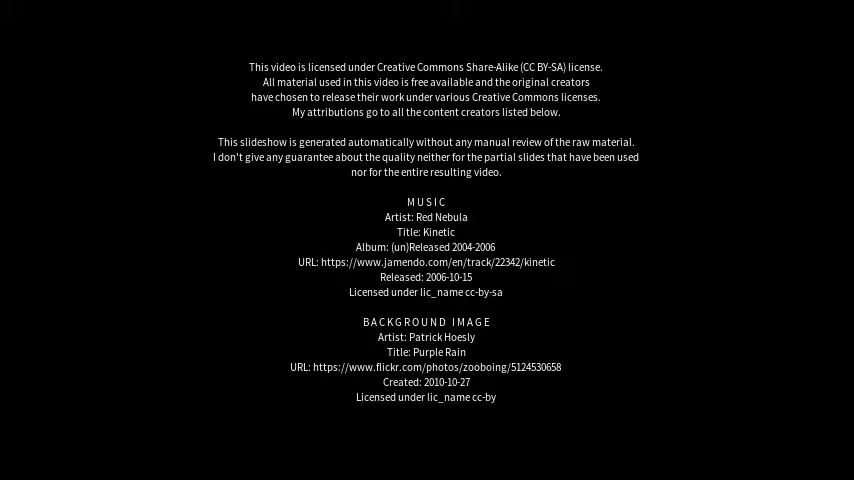 This video is licensed under Creative Commons Share-Alike (CC BY-SA) license.
All material used in this video is free available and the original creators
have chosen to release their work under various Creative Commons licenses.
My attributions go to all the content creators listed below.
This slideshow is generated automatically without any manual review of the raw material.
I don't give any guarantee about the quality neither for the partial slides that have been used
nor for the entire resulting video.
MUSIC
Artist: Red Nebula
Title: Kinetic
Album: (un)Released 2004-2006
URL: https://www.jamendo.com/en/track/22342/kinetic
Released: 2006-10-15
Licensed under lic_name cc-by-sa
BACKGROUND IMAGE
Artist: Patrick Hoesly
Title: Purple Rain
URL: https://www.flickr.com/photos/zooboing/5124530658
Created: 2010-10-27
Licensed under lic_name cc-by